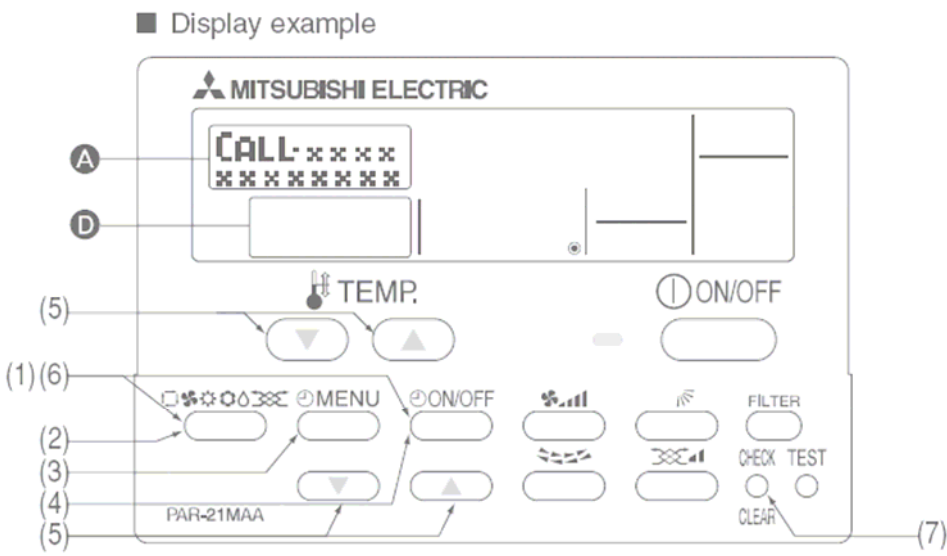 ■ Display example
MITSUBISHI ELECTRIC
A
CALL-xxxx
xxxxxxxx
D
TEMP.
ON/OFF
(5)
(1) (6)
MENU
ON/OFF
FILTER
(2)
(3)
CHECK TEST
(4)
CLEAR
PAR-21MAA
(5)
(7)